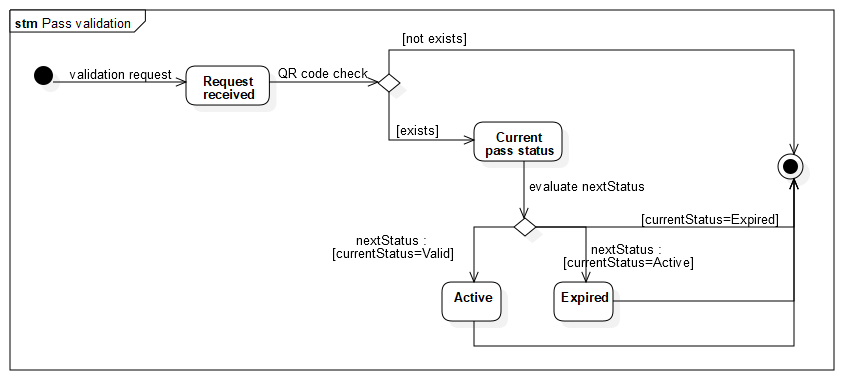 stm Pass validation
[not exists]
validation request
Request
received
QR code check
[exists]
Current
pass status
evaluate nextStatus
[currentStatus=Expired]
nextStatus :
[currentStatus=Valid]
nextStatus :
[currentStatus=Active]
Active
Expired